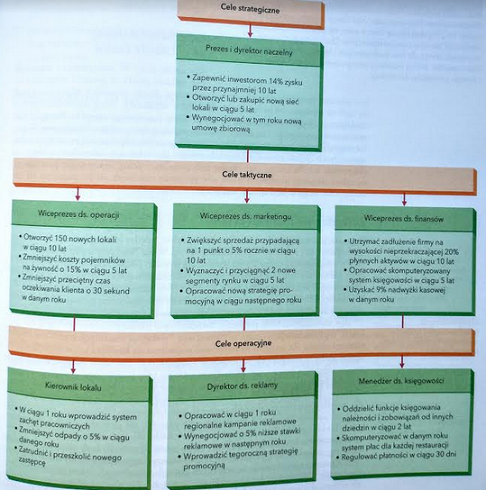 Cele strategiczne
Prezes i dyrektor naczelny
• Zapewnić inwestorom 14% zysku
przez przynajmniej 10 lat
• Otworzyć lub zakupić nową sieć
lokali w ciągu 5 lat
• Wynegocjować w tym roku nową
umowę zbiorową
Cele taktyczne
Wiceprezes ds. operacji
• Otworzyć 150 nowych lokali
w ciągu 10 lat
• Zmniejszyć koszty pojemników
na żywność o 15% w ciągu 5 lat
• Zmniejszyć przeciętny czas
oczekiwania klienta o 30 sekund
w danym roku
Wiceprezes ds. marketingu
• Zwiększyć sprzedaż przypadającą
na 1 punkt o 5% rocznie w ciągu
10 lat
• Wyznaczyć i przyciągnąć 2 nowe
segmenty rynku w ciągu 5 lat
• Opracować nową strategię pro-
mocyjną w ciągu następnego roku
Wiceprezes ds. finansów
• Utrzymać zadłużenie firmy na
wysokości nieprzekraczającej 20%
płynnych aktywów w ciągu 10 lat
• Opracować skomputeryzowany
system księgowości w ciągu 5 lat
• Uzyskać 9% nadwyżki kasowej
w danym roku
Cele operacyjne
Kierownik lokalu
• W ciągu 1 roku wprowadzić system
zachęt pracowniczych
• Zmniejszyć odpady o 5% w ciągu
danego roku
• Zatrudnić i przeszkolić nowego
zastępcę
Dyrektor ds. reklamy
• Opracować w ciągu 1 roku
regionalne kampanie reklamowe
• Wynegocjować o 5% niższe stawki
reklamowe w następnym roku
• Wprowadzić tegoroczną strategię
promocyjną
Menedżer ds. księgowości
• Oddzielić funkcje księgowania
należności i zobowiązań od innych
dziedzin w ciągu 2 lat
• Skomputeryzować w danym roku
system płac dla każdej restauracji
• Regulować płatności w ciągu 30 dni